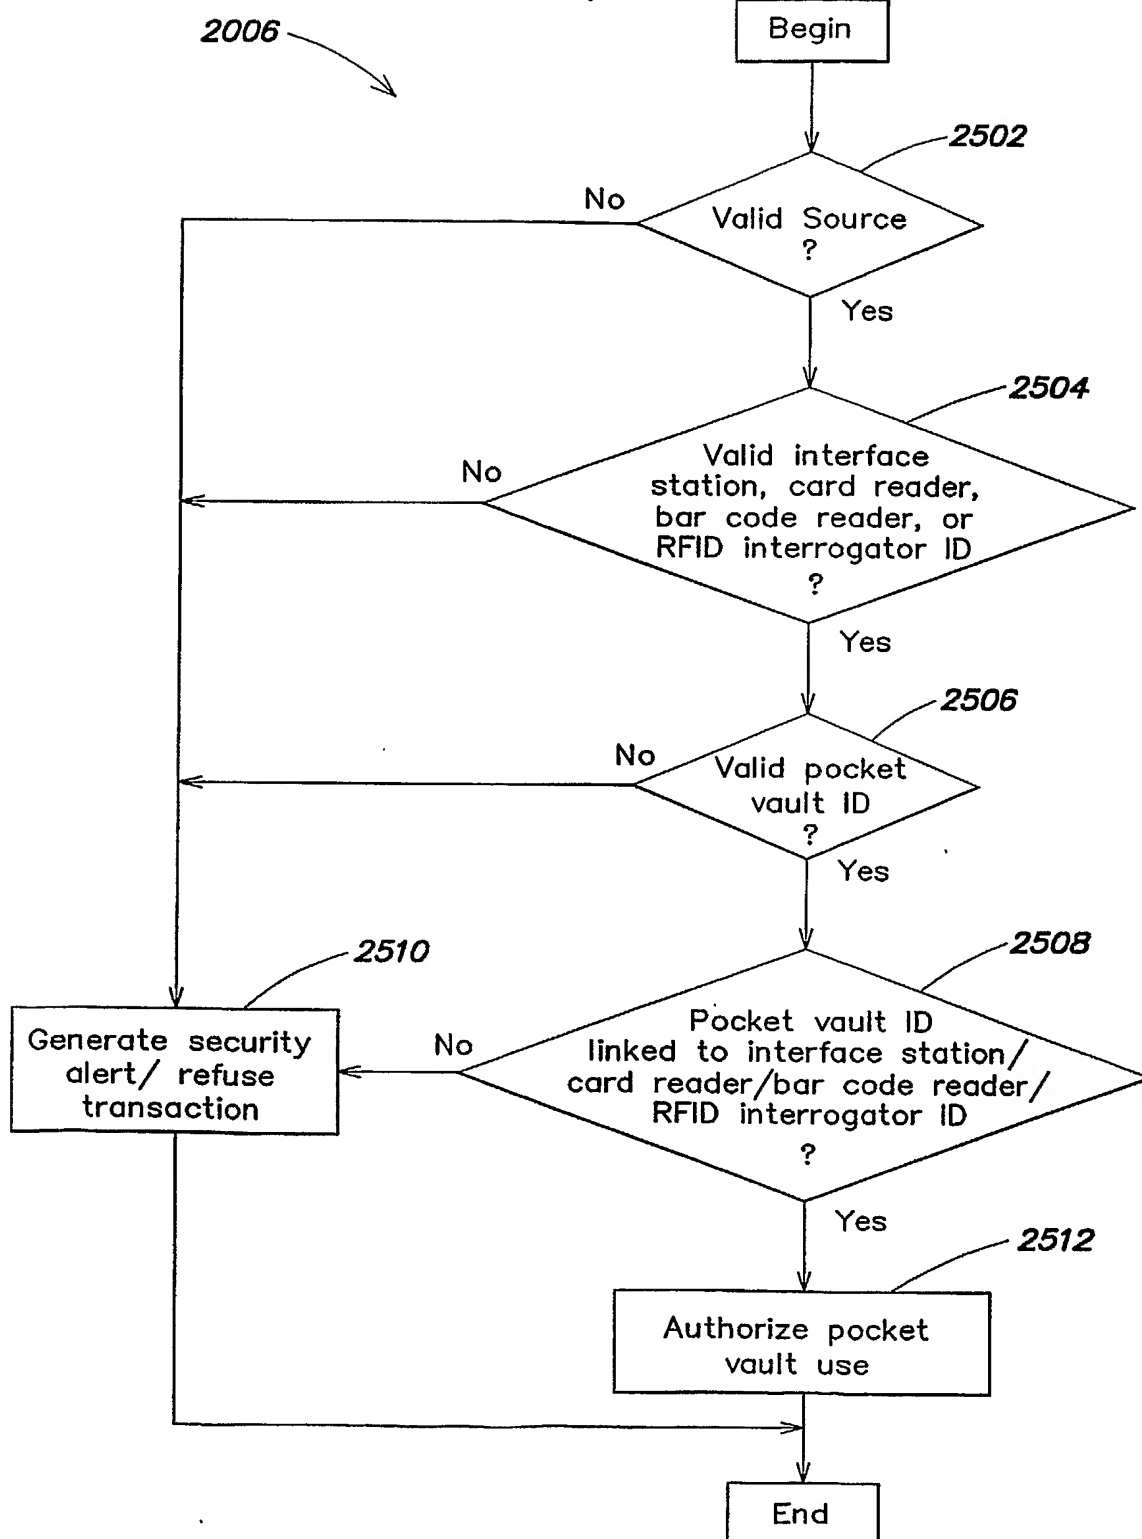 2006
Begin
2502
No
Valid Source
?
Yes
2504
No
Valid interface
station, card reader,
bar code reader, or
RFID interrogator ID
?
Yes
2506
No
Valid pocket
vault ID
?
Yes
2510
2508
Generate security
alert/ refuse
transaction
No
Pocket vault ID
linked to interface station/
card reader/bar code reader/
RFID interrogator ID
?
Yes
2512
Authorize pocket
vault use
End